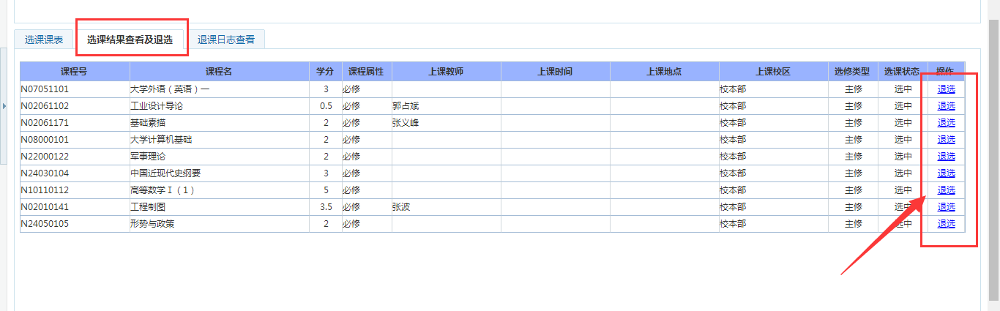 选课课表 选课结果查看及退选 退课日志查看
课程号 课程名 学分 课程属性 上课教师 上课时间 上课地点 上课校区 选修类型 选课状态 操作
N07051101 大学外语（英语）一 3 必修 校本部 主修 选中 退选
N02061102 工业设计导论 0.5 必修 郭占斌 校本部 主修 选中 退选
N02061171 基础素描 2 必修 张义峰 校本部 主修 选中 退选
N08000101 大学计算机基础 2 必修 校本部 主修 选中 退选
N22000122 军事理论 2 必修 校本部 主修 选中 退选
N24030104 中国近现代史纲要 3 必修 校本部 主修 选中 退选
N10110112 高等数学Ⅰ（1） 5 必修 校本部 主修 选中 退选
N02010141 工程制图 3.5 必修 张波 校本部 主修 选中 退选
N24050105 形势与政策 2 必修 校本部 主修 选中 退选